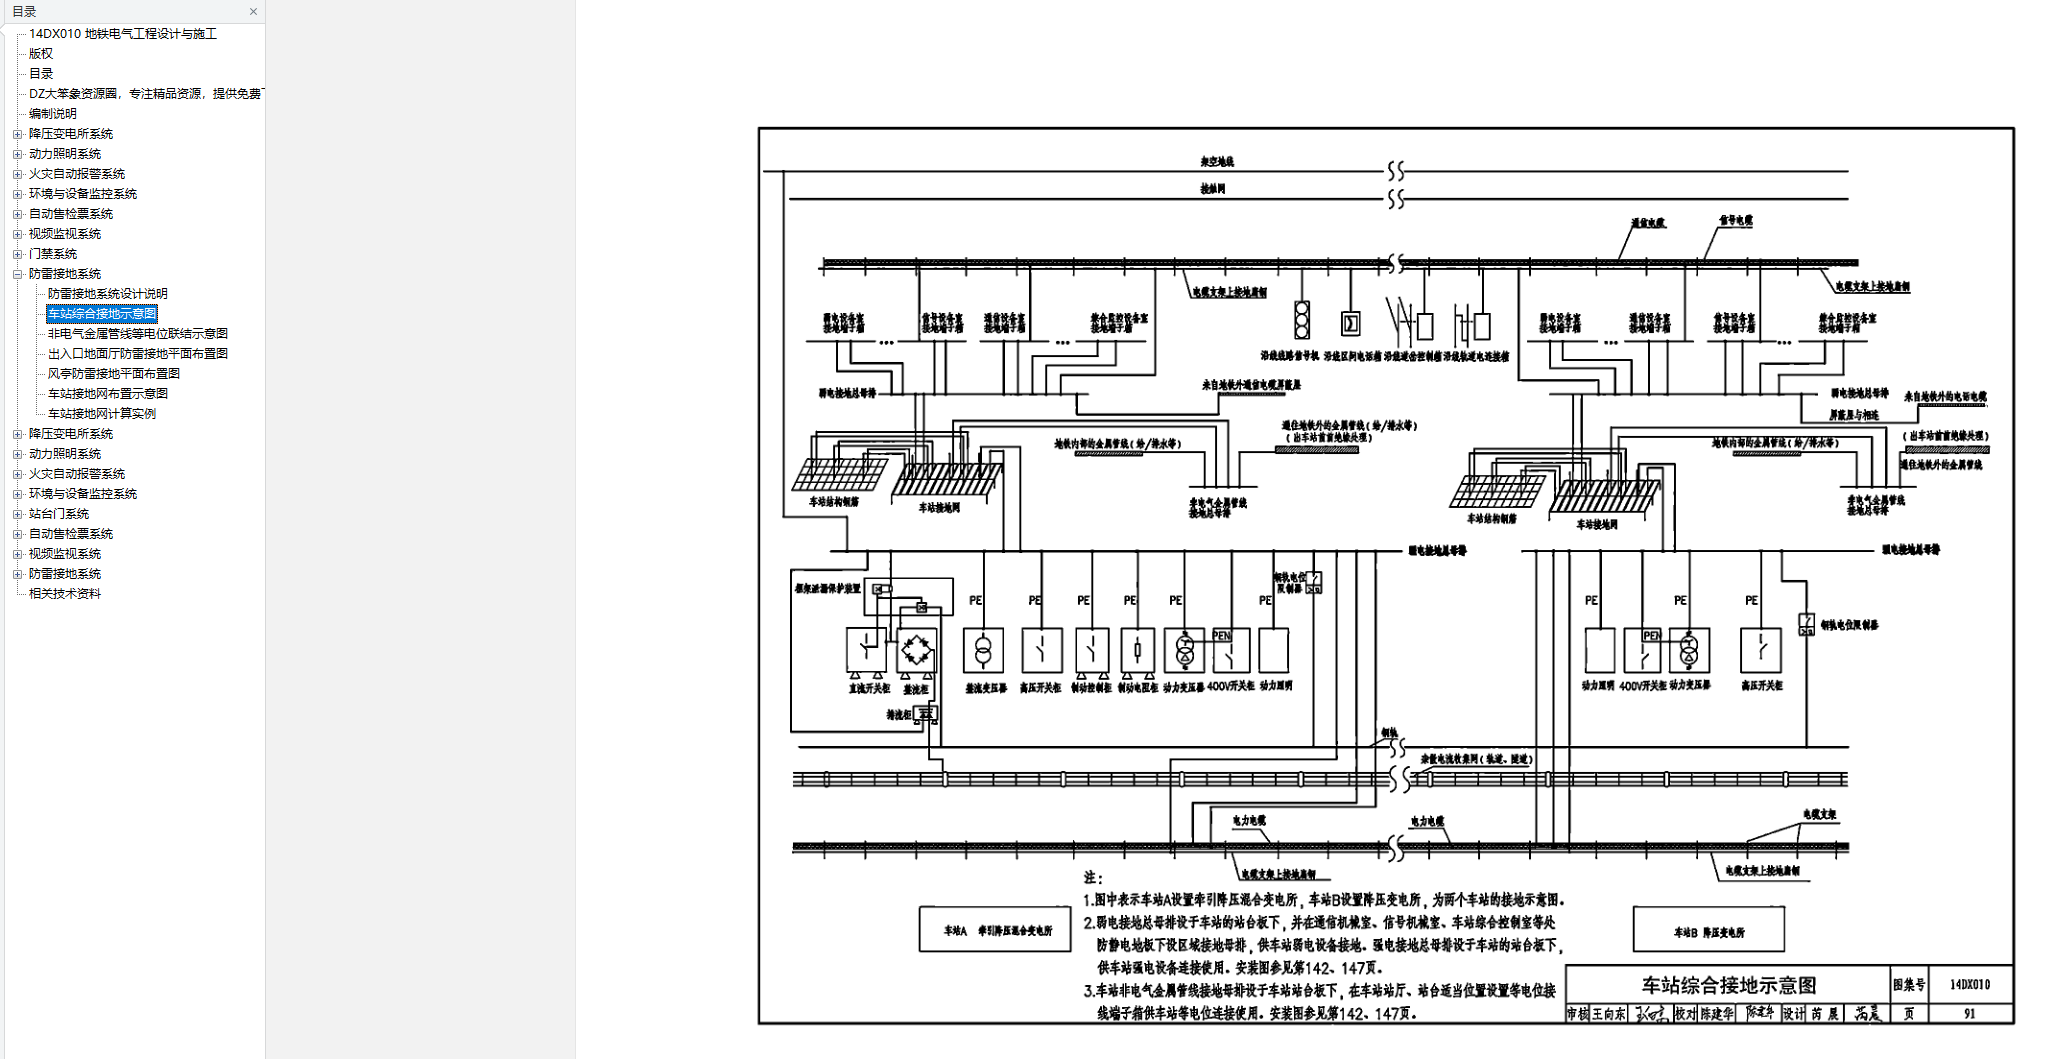 目录
14DX010 地铁电气工程设计与施工
版权
目录
DZ大笨象资源圈，专注精品资源，提供免费
编制说明
降压变电所系统
动力照明系统
火灾自动报警系统
环境与设备监控系统
自动售检票系统
视频监视系统
门禁系统
防雷接地系统
防雷接地系统设计说明
车站综合接地示意图
非电气金属管线等电位联结示意图
出入口地面厅防雷接地平面布置图
风亭防雷接地平面布置图
车站接地网布置示意图
车站接地网计算实例
降压变电所系统
动力照明系统
火灾自动报警系统
环境与设备监控系统
站台门系统
自动售检票系统
视频监视系统
防雷接地系统
相关技术资料
架空地线
接触网
通信电缆
信号电缆
电缆支架上接地扁钢
电缆支架上接地扁钢
弱电设备室
接地端子箱
信号设备室
接地端子箱
通信设备室
接地端子箱
综合监控设备室
接地端子箱
沿线线路信号机
沿线区间电话箱
沿线道岔控制箱
沿线轨道电连接箱
弱电设备室
接地端子箱
通信设备室
接地端子箱
信号设备室
接地端子箱
综合监控设备室
接地端子箱
弱电接地总母排
来自地铁外通信电缆屏蔽层
弱电接地总母排
来自地铁外的电话电缆
屏蔽层与相连
地铁内部的金属管线(给/排水等)
通往地铁外的金属管线(给/排水等)
(出车站前首绝缘处理)
地铁内部的金属管线(给/排水等)
(出车站前首绝缘处理)
通往地铁外的金属管线
车站结构钢筋
车站接地网
非电气金属管线
接地总母排
车站结构钢筋
车站接地网
非电气金属管线
接地总母排
强电接地总母排
强电接地总母排
框架泄漏保护装置
PE
PE
PE
PE
PE
PEN
PE
钢轨电位
限制器
PE
PEN
PE
PE
钢轨电位限制器
直流开关柜
整流柜
整流变压器
高压开关柜
制动控制柜
制动电阻柜
动力变压器
400V开关柜
动力照明
动力照明
400V开关柜
动力变压器
高压开关柜
排流柜
钢轨
杂散电流收集网(轨道、隧道)
电力电缆
电力电缆
电缆支架
电缆支架上接地扁钢
电缆支架上接地扁钢
注：
1.图中表示车站A设置牵引降压混合变电所，车站B设置降压变电所，为两个车站的接地示意图。
2.弱电接地总母排设于车站的站台板下，并在通信机械室、信号机械室、车站综合控制室等处
防静电地板下设区域接地母排，供车站弱电设备接地。强电接地总母排设于车站的站台板下，
供车站强电设备连接使用。安装图参见第142、147页。
3.车站非电气金属管线接地母排设于车站站台板下，在车站站厅、站台适当位置设置等电位接
线端子箱供车站等电位连接使用。安装图参见第142、147页。
车站A 牵引降压混合变电所
车站B 降压变电所
车站综合接地示意图
图集号
14DX010
审核 王向东 校对 陈建华 设计 芮展 页 91